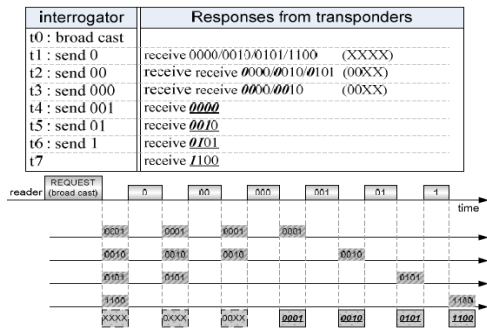 interrogator Responses from transponders
t0 : broad cast
t1 : send 0 receive 0000/0010/0101/1100 (XXXX)
t2 : send 00 receive receive 0000/0010/0101 (00XX)
t3 : send 000 receive receive 0000/0010 (00XX)
t4 : send 001 receive 0000
t5 : send 01 receive 0010
t6 : send 1 receive 0101
t7 receive 1100
reader REQUEST (broad cast) 0 00 000 001 01 1
time
0001 0001 0001 0001
0010 0010 0010 0010
0101 0101 0101
1100 1100
XXXX 0XXX 00XX 0001 0010 0101 1100